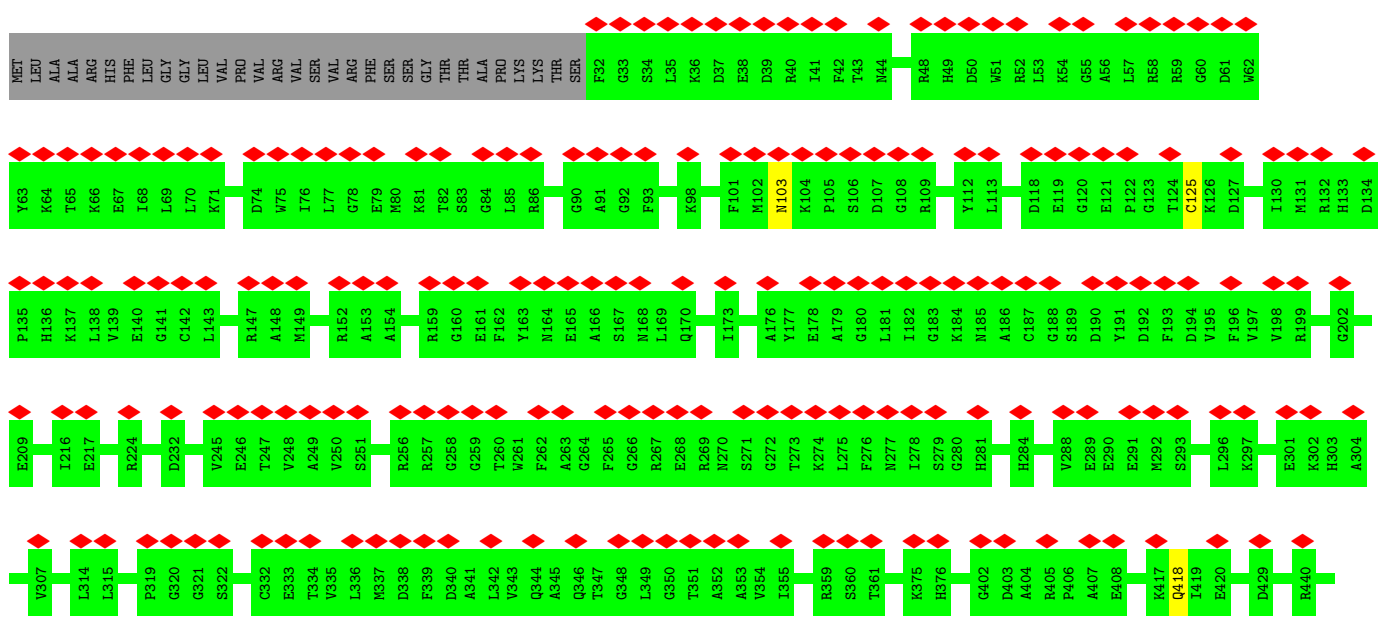 MET LEU ALA ALA ARG HIS PHE LEU GLY GLY LEU VAL PRO VAL ARG VAL SER VAL ARG PHE SER SER GLY THR THR ALA PRO LYS LYS THR SER F32 G33 S34 L35 K36 D37 E38 D39 R40 I41 F42 T43 N44 R48 H49 D50 W51 R52 L53 K54 G55 A56 L57 R58 R59 G60 D61 W62
Y63 K64 T65 K66 E67 I68 L69 L70 K71 D74 W75 I76 L77 G78 E79 M80 K81 T82 S83 G84 L85 R86 G90 A91 G92 F93 K98 F101 M102 N103 K104 P105 S106 D107 G108 R109 Y112 L113 D118 E119 G120 E121 P122 G123 T124 C125 K126 D127 I130 M131 R132 H133 D134
P135 H136 K137 L138 V139 E140 G141 C142 L143 R147 A148 M149 R152 A153 A154 R159 G160 E161 F162 Y163 N164 E165 A166 S167 N168 L169 Q170 I173 A176 Y177 E178 A179 G180 L181 I182 G183 K184 N185 A186 C187 G188 S189 D190 Y191 D192 F193 D194 V195 F196 V197 V198 R199 G202
E209 I216 E217 R224 D232 V245 E246 T247 V248 A249 V250 S251 R256 R257 G258 G259 T260 W261 F262 A263 G264 F265 G266 R267 E268 R269 N270 S271 G272 T273 K274 L275 F276 N277 I278 S279 G280 H281 H284 V288 E289 E290 E291 M292 S293 L296 K297 E301 K302 H303 A304
V307 L314 L315 P319 G320 G321 S322 C332 E333 T334 V335 L336 M337 D338 F339 D340 A341 L342 V343 Q344 A345 Q346 T347 G348 L349 G350 T351 A352 A353 V354 I355 R359 S360 T361 K375 H376 G402 D403 A404 R405 P406 A407 E408 K417 Q418 I419 E420 D429 R440